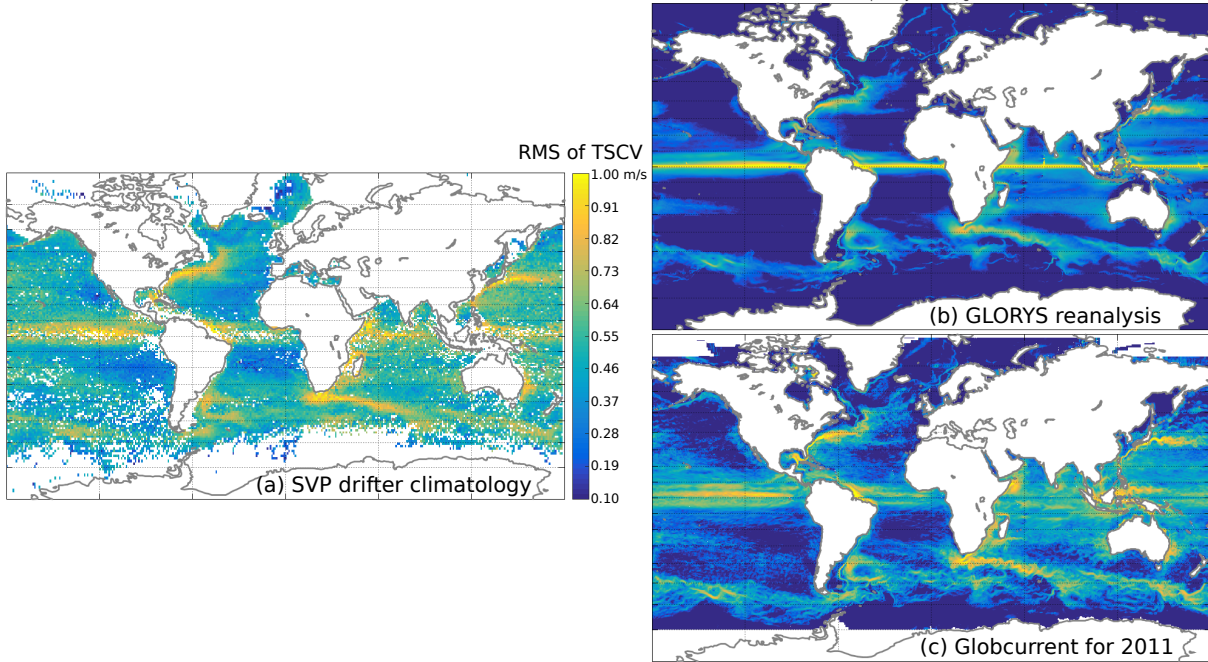 RMS of TSCV
1.00 m/s
0.91
0.82
0.73
0.64
0.55
0.46
0.37
0.28
0.19
0.10
(a) SVP drifter climatology
(b) GLORYS reanalysis
(c) Globcurrent for 2011